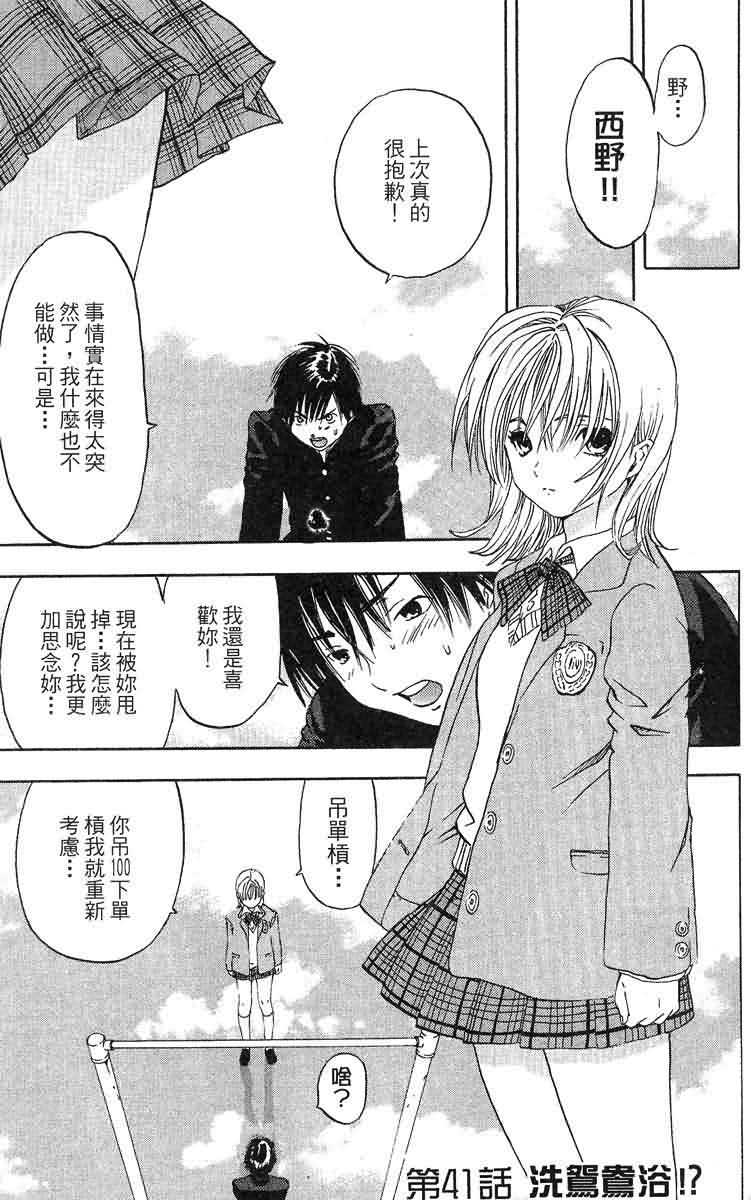 野…
西野!!
上次真的
很抱歉！
事情實在來得太突
然了，我什麼也不
能做…可是…
我還是喜
歡妳！
現在被妳甩
掉…該怎麼
說呢？我更
加思念妳…
吊單槓…
你吊100下單
槓我就重新
考慮…
啥？
第41話 洗鴛鴦浴!?